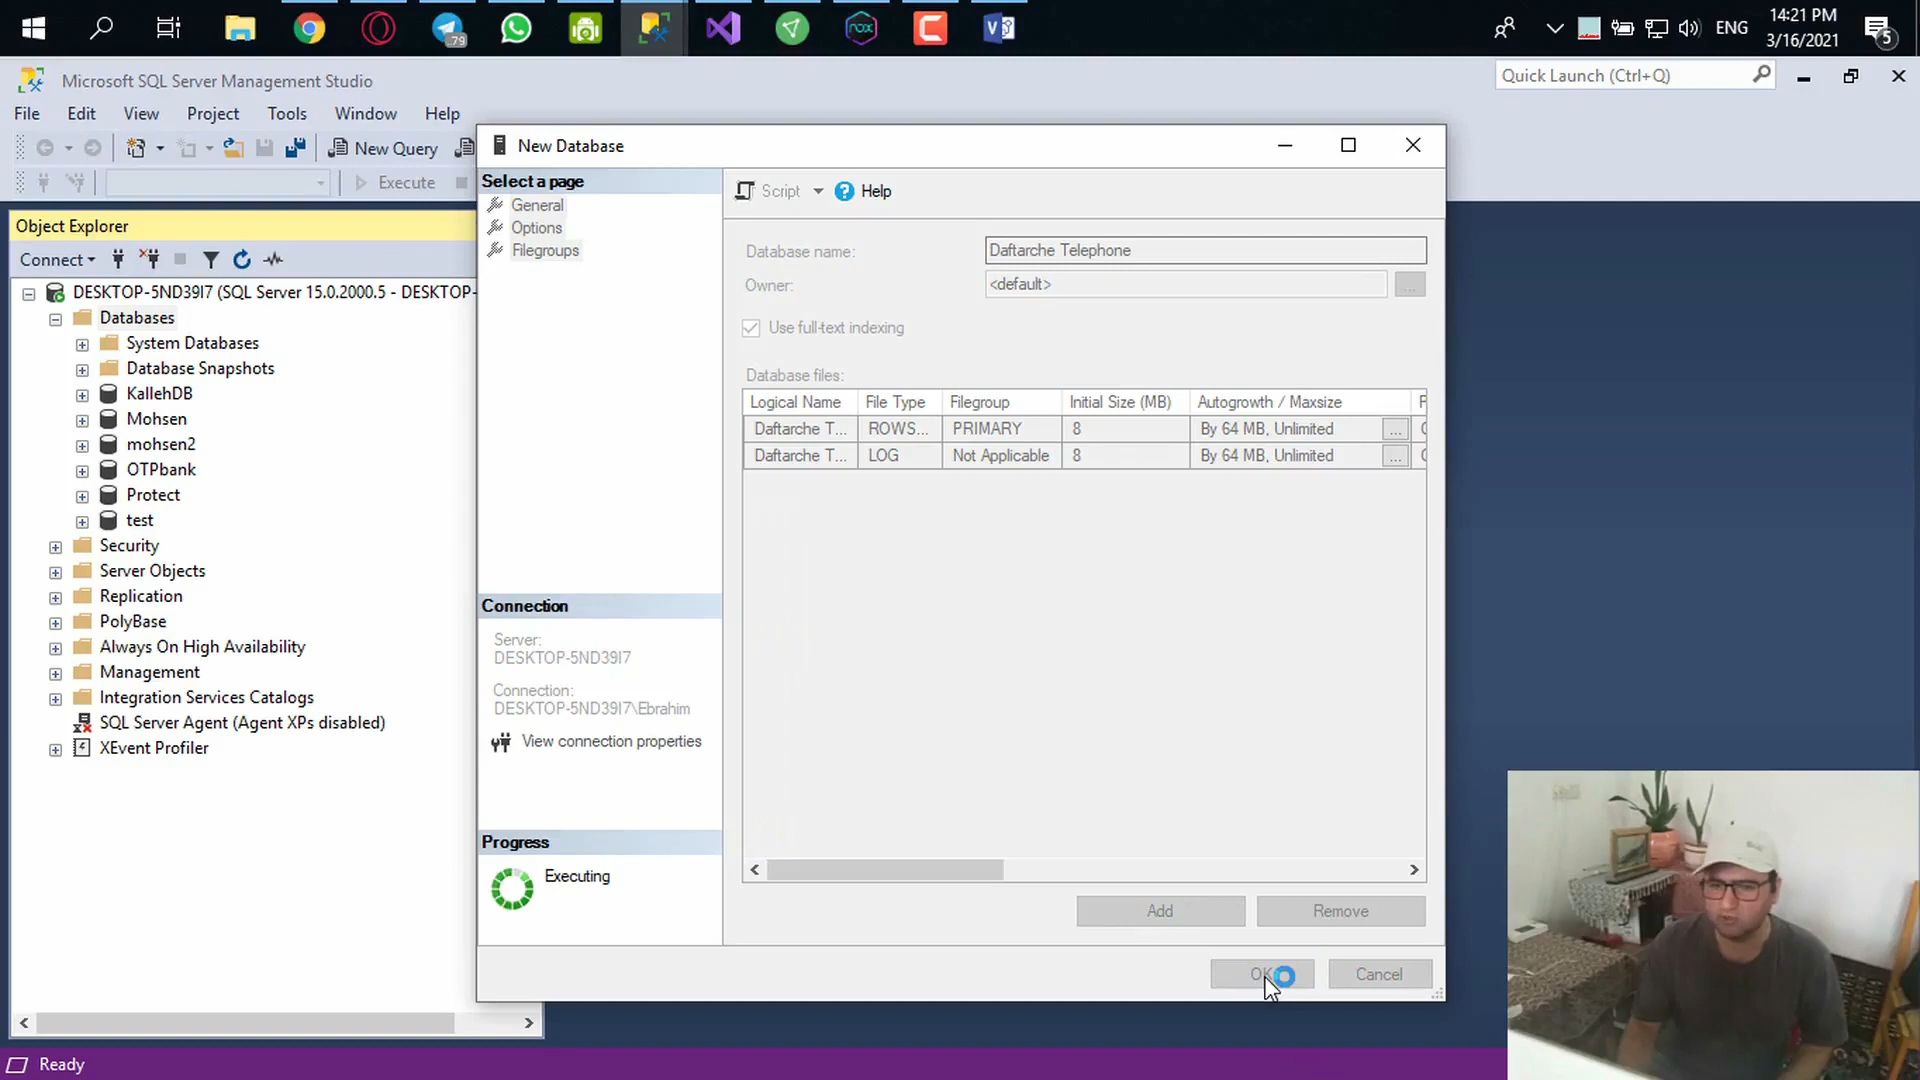 79
nox
ENG
14:21 PM
3/16/2021
5
Microsoft SQL Server Management Studio
Quick Launch (Ctrl+Q)
File Edit View Project Tools Window Help
New Query
Execute
Object Explorer
Connect
DESKTOP-5ND39I7 (SQL Server 15.0.2000.5 - DESKTOP-
Databases
System Databases
Database Snapshots
KallehDB
Mohsen
mohsen2
OTPbank
Protect
test
Security
Server Objects
Replication
PolyBase
Always On High Availability
Management
Integration Services Catalogs
SQL Server Agent (Agent XPs disabled)
XEvent Profiler
Ready
New Database
Select a page
General
Options
Filegroups
Connection
Server:
DESKTOP-5ND39I7
Connection:
DESKTOP-5ND39I7\Ebrahim
View connection properties
Progress
Executing
Script Help
Database name: Daftarche Telephone
Owner: <default> ...
Use full-text indexing
Database files:
Logical Name File Type Filegroup Initial Size (MB) Autogrowth / Maxsize
Daftarche T... ROWS... PRIMARY 8 By 64 MB, Unlimited ...
Daftarche T... LOG Not Applicable 8 By 64 MB, Unlimited ...
Add Remove
OK Cancel